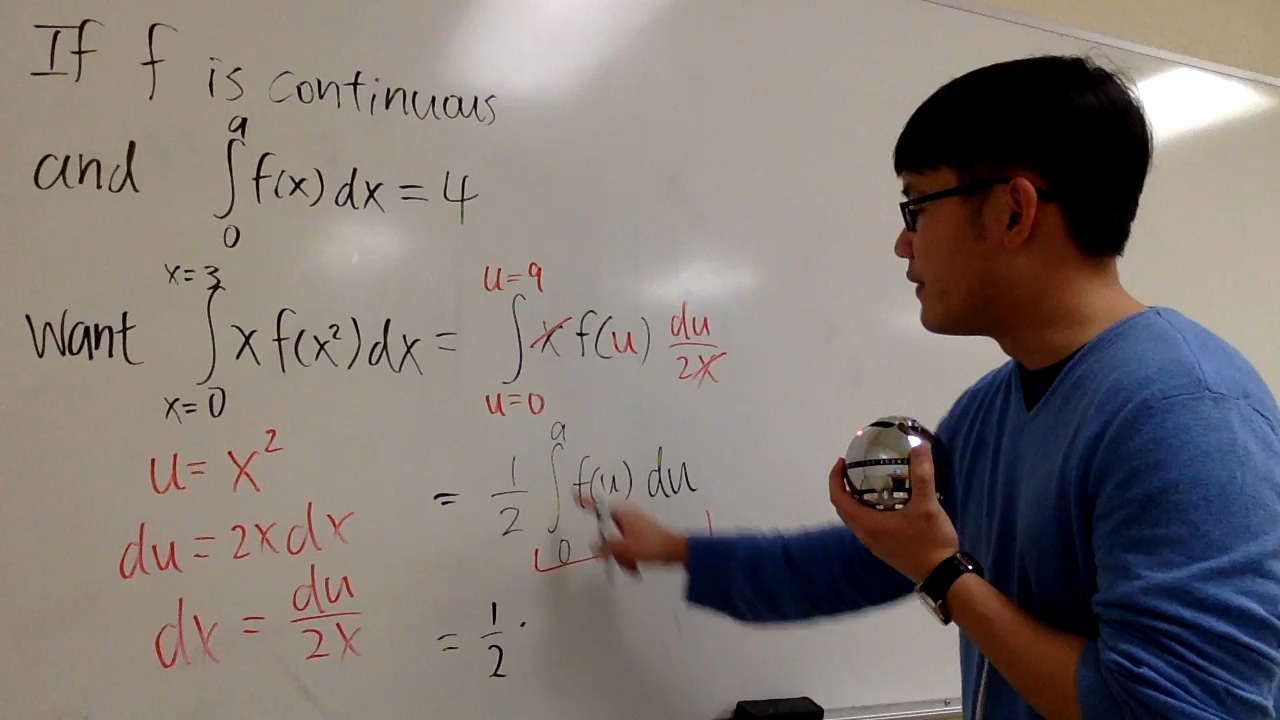 If f is continuous
and ∫₀⁹ f(x) dx = 4
x=3
Want ∫ x f(x²) dx = ∫ x f(u) du/2x
x=0
u=9
u=0
u = x²
du = 2x dx
dx = du/2x
= 1/2 ∫₀⁹ f(u) du
= 1/2 ·